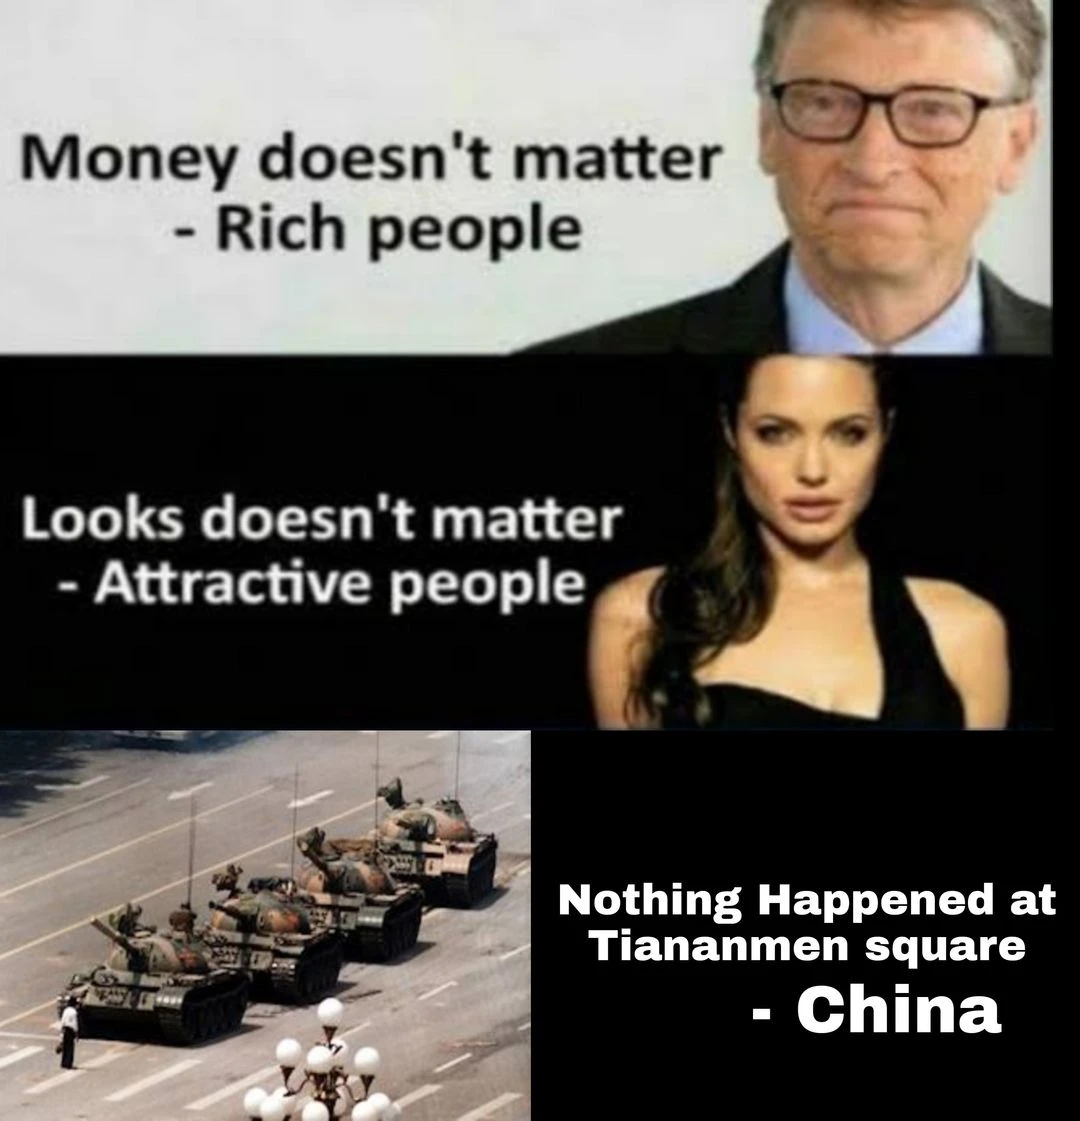 Money doesn't matter
- Rich people
Looks doesn't matter
- Attractive people
Nothing Happened at
Tiananmen square
- China